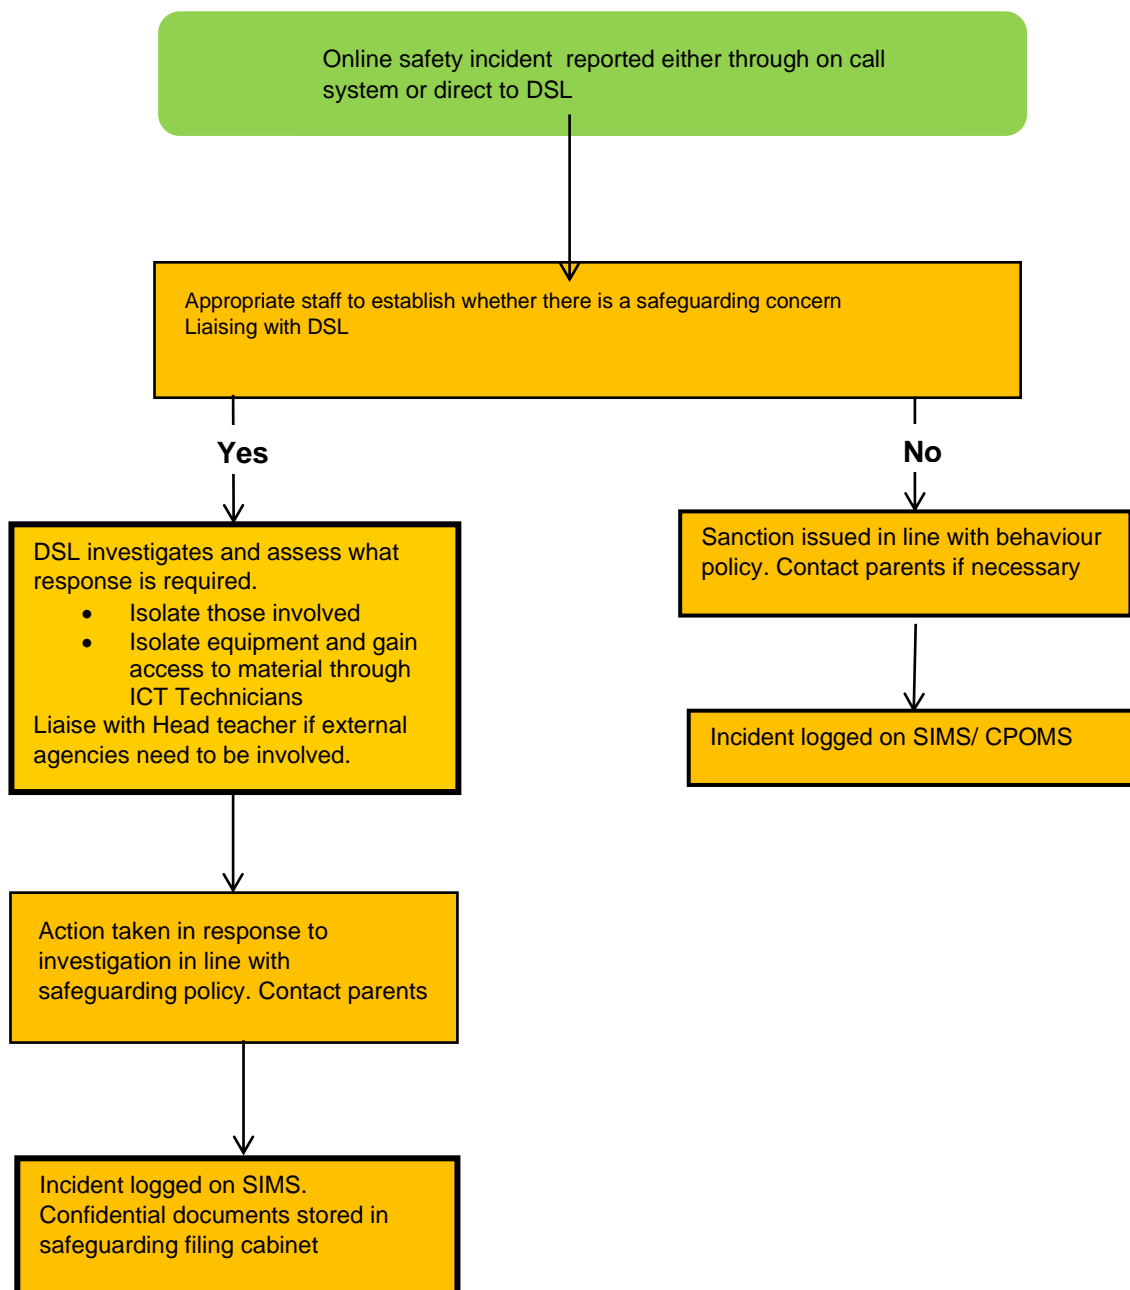 Online safety incident  reported either through on call
system or direct to DSL
Appropriate staff to establish whether there is a safeguarding concern
Liaising with DSL
Yes
No
DSL investigates and assess what
response is required.
• Isolate those involved
• Isolate equipment and gain
access to material through
ICT Technicians
Liaise with Head teacher if external
agencies need to be involved.
Sanction issued in line with behaviour
policy. Contact parents if necessary
Incident logged on SIMS/ CPOMS
Action taken in response to
investigation in line with
safeguarding policy. Contact parents
Incident logged on SIMS.
Confidential documents stored in
safeguarding filing cabinet